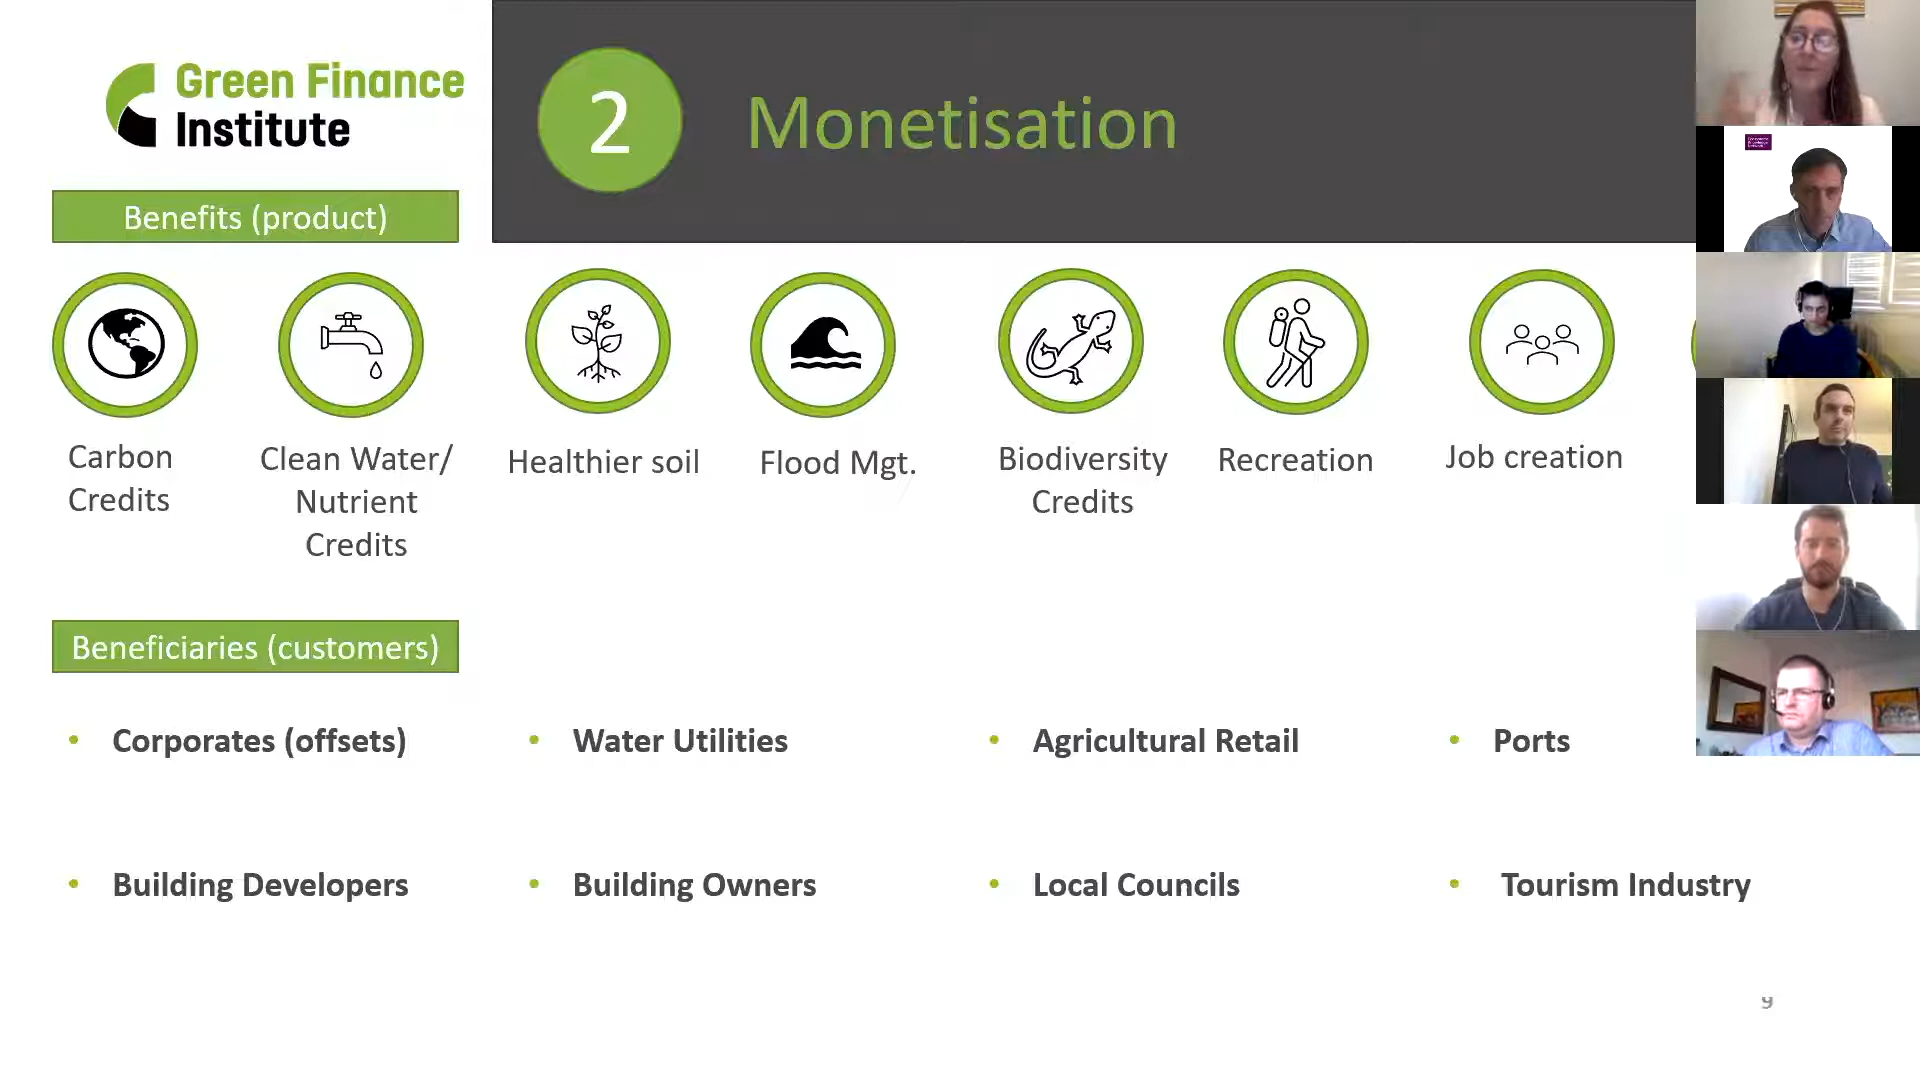 Green Finance
Institute
2
Monetisation
Benefits (product)
Carbon
Credits
Clean Water/
Nutrient
Credits
Healthier soil
Flood Mgt.
Biodiversity
Credits
Recreation
Job creation
Beneficiaries (customers)
• Corporates (offsets)
• Water Utilities
• Agricultural Retail
• Ports
• Building Developers
• Building Owners
• Local Councils
• Tourism Industry
9